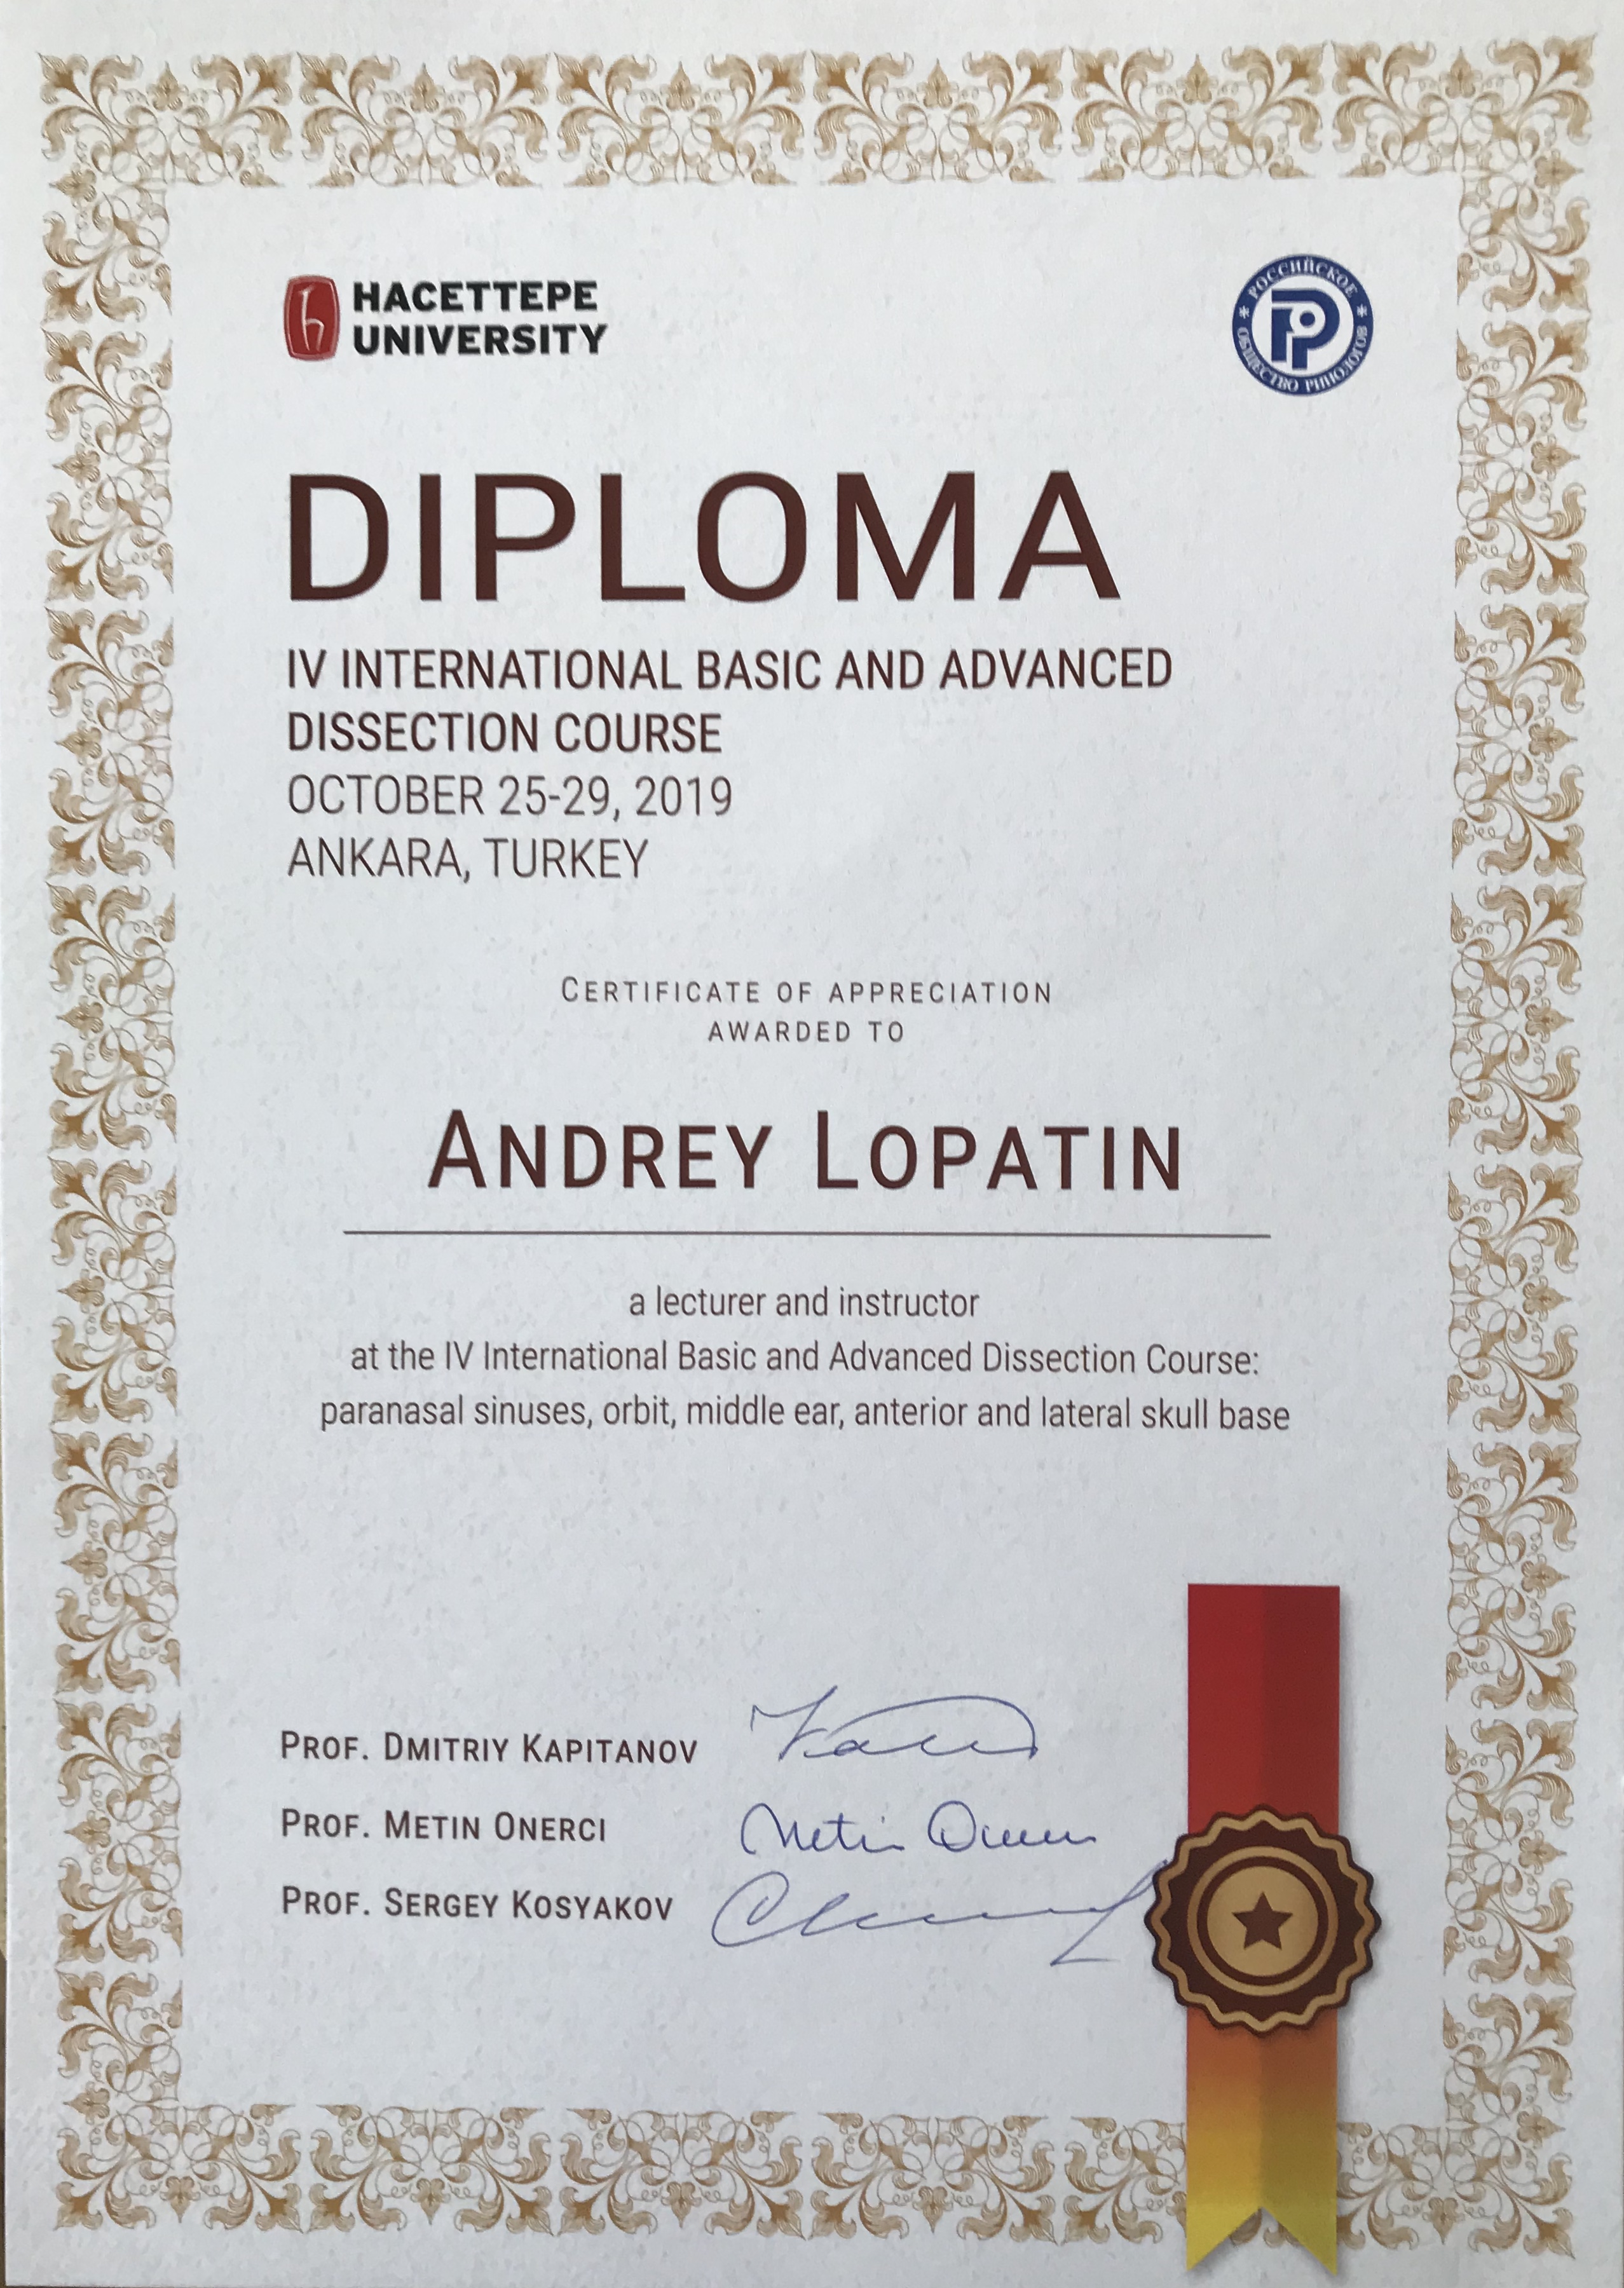 HACETTEPE
UNIVERSITY
РОССИЙСКОЕ
ОБЩЕСТВО РИНОЛОГОВ
DIPLOMA
IV INTERNATIONAL BASIC AND ADVANCED
DISSECTION COURSE
OCTOBER 25-29, 2019
ANKARA, TURKEY
CERTIFICATE OF APPRECIATION
AWARDED TO
ANDREY LOPATIN
a lecturer and instructor
at the IV International Basic and Advanced Dissection Course:
paranasal sinuses, orbit, middle ear, anterior and lateral skull base
PROF. DMITRIY KAPITANOV
PROF. METIN ONERCI
Metin
PROF. SERGEY KOSYAKOV